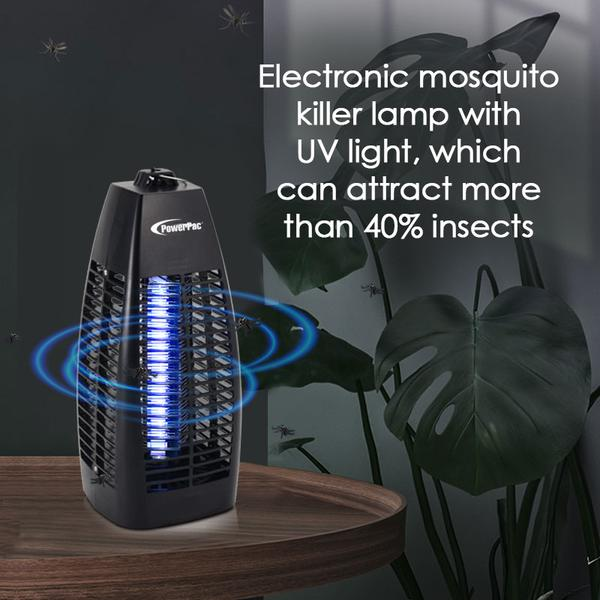 Electronic mosquito
killer lamp with
UV light, which
can attract more
than 40% insects
PowerPac